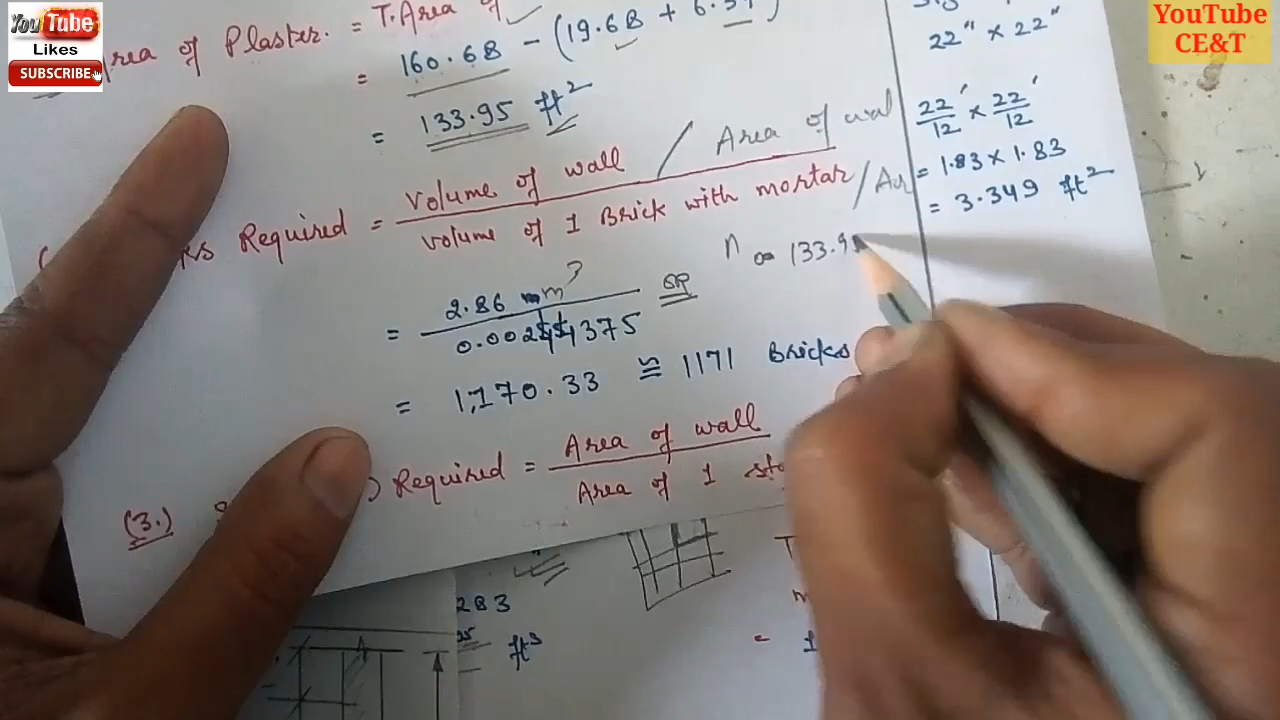 YouTube
Likes
SUBSCRIBE
YouTube
CE&T
Area of Plaster. = T. Area of
= 160.68 - (19.68 + 6.
= 133.95 ft²
Required = Volume of wall / Area of wal
Volume of 1 Brick with mortar / Ar
= 2.86 m³
0.00244375
OR
n = 133.9
= 1,170.33 ≅ 1171 Bricks
(3.) Required = Area of wall
Area of 1
22" x 22"
22/12' x 22/12'
= 1.83 x 1.83
= 3.349 ft²
283
ft³